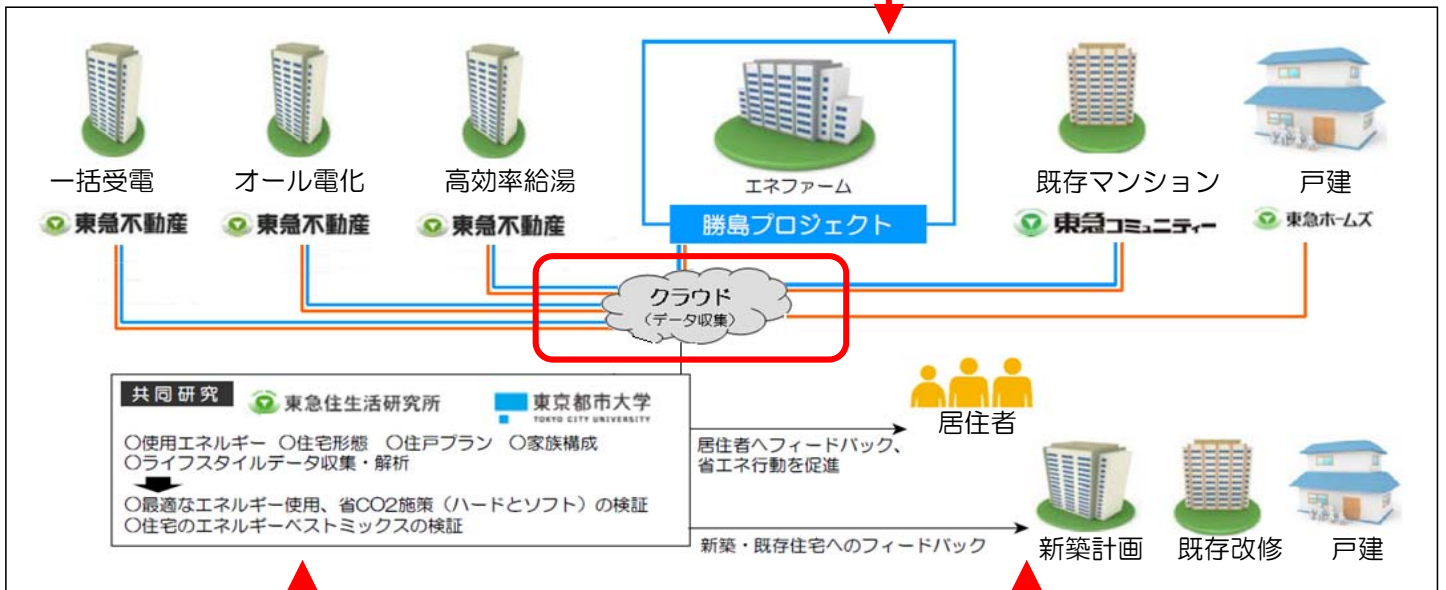 一括受電
オール電化
高効率給湯
エネファーム
既存マンション
戸建
東急不動産
東急不動産
東急不動産
勝島プロジェクト
東急コミュニティー
東急ホームズ
クラウド
(データ収集)
共同研究
東急住生活研究所
東京都市大学
TOKYO CITY UNIVERSITY
○使用エネルギー ○住宅形態 ○住戸プラン ○家族構成
○ライフスタイルデータ収集・解析
○最適なエネルギー使用、省CO2施策（ハードとソフト）の検証
○住宅のエネルギーベストミックスの検証
居住者へフィードバック、
省エネ行動を促進
居住者
新築・既存住宅へのフィードバック
新築計画
既存改修
戸建